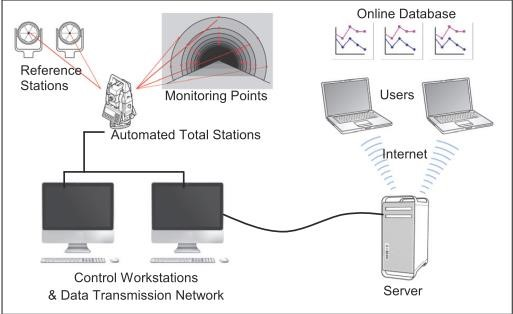 Online Database
Reference
Stations
Monitoring Points
Users
Automated Total Stations
Internet
Control Workstations
& Data Transmission Network
Server